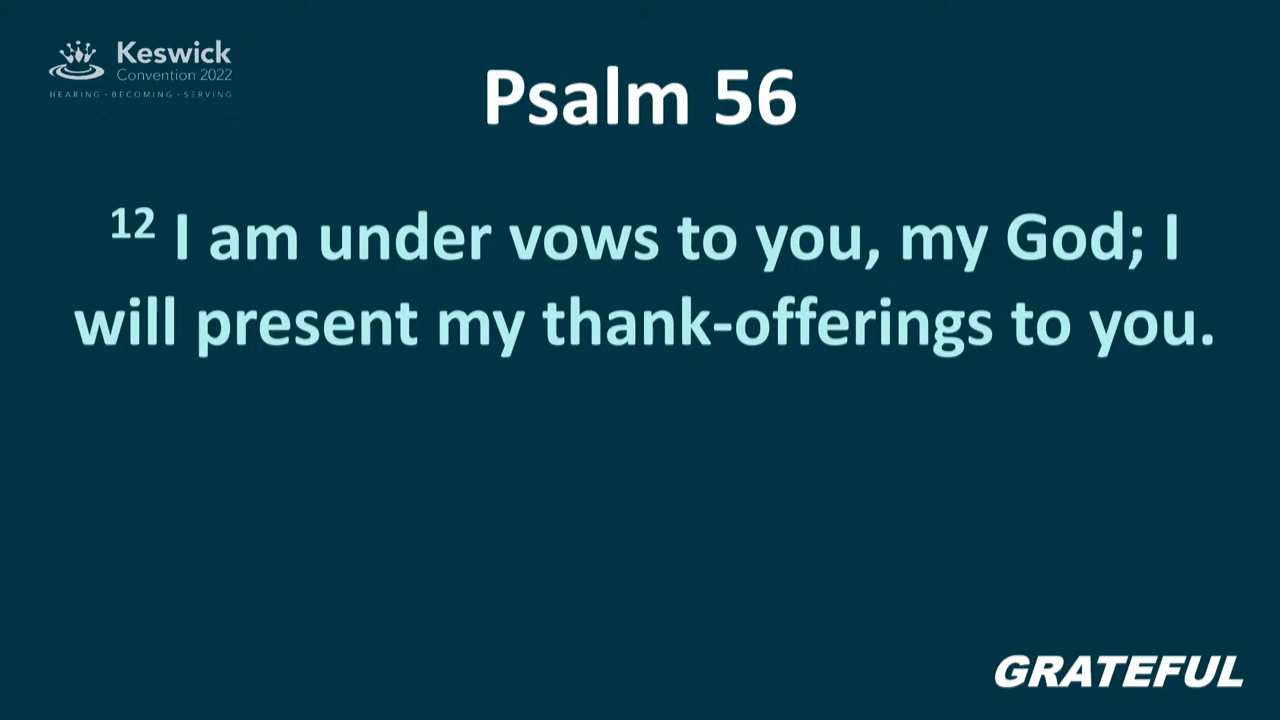 Keswick
Convention 2022
HEARING · BECOMING · SERVING
Psalm 56
12 I am under vows to you, my God; I
will present my thank-offerings to you.
GRATEFUL